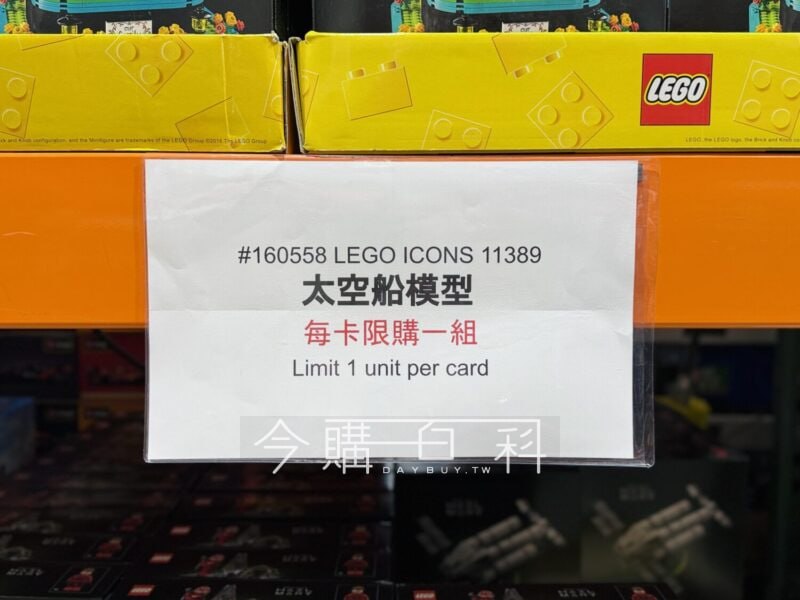 LEGO
#160558 LEGO ICONS 11389
太空船模型
每卡限購一組
Limit 1 unit per card
今購百科
DAYBUY.TW
LEGO